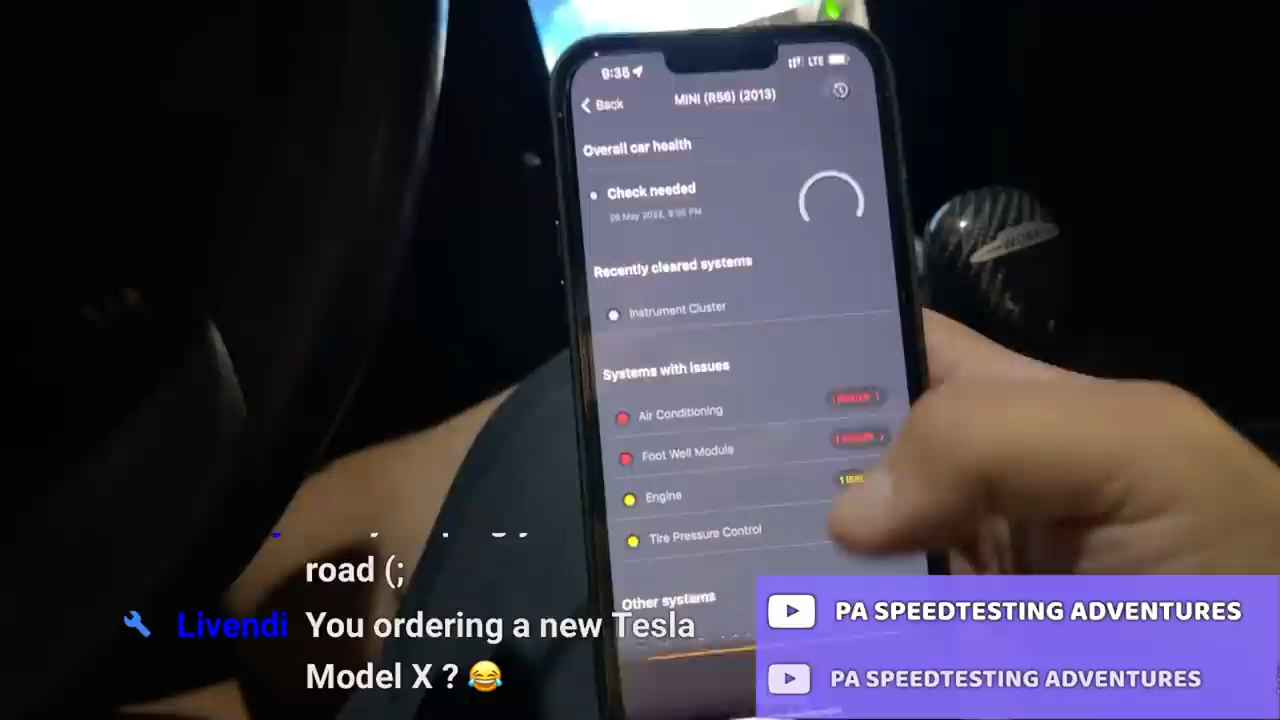 9:35
LTE
Back
MINI (R56) (2013)
Overall car health
Check needed
Recently cleared systems
Instrument Cluster
Systems with issues
Air Conditioning
Foot Well Module
Engine
Tire Pressure Control
Other systems
road (;
Livendi You ordering a new Tesla
Model X ? 😂
PA SPEEDTESTING ADVENTURES
PA SPEEDTESTING ADVENTURES